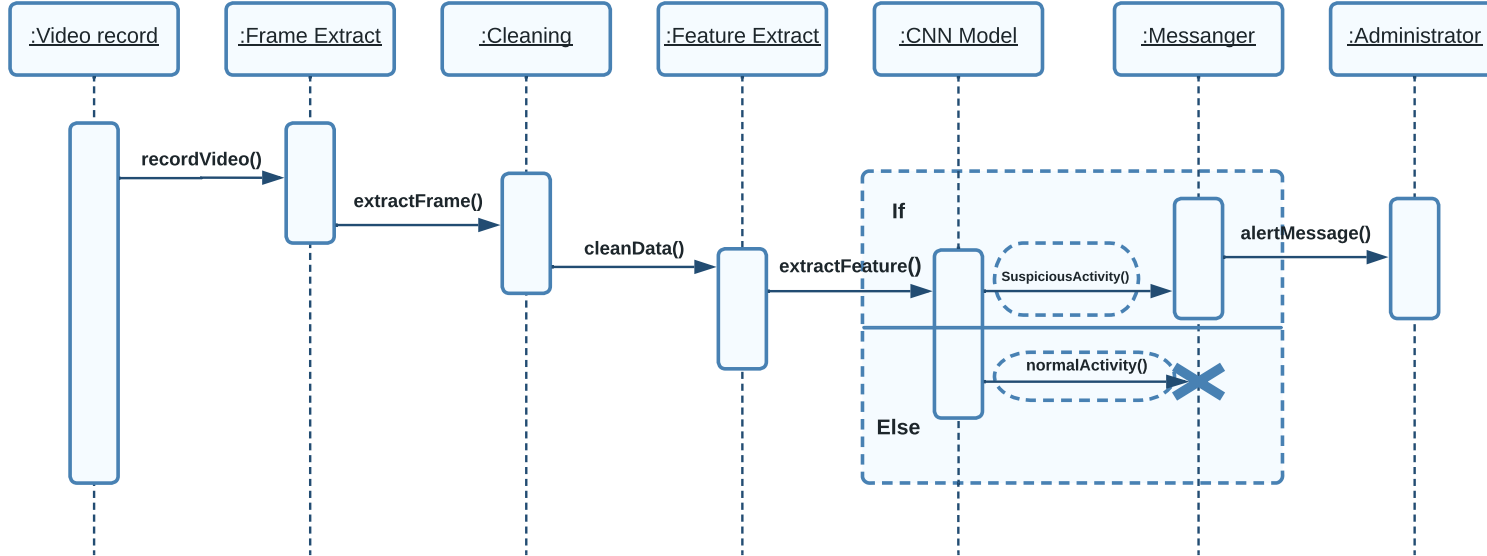 :Video record
:Frame Extract
:Cleaning
:Feature Extract
:CNN Model
:Messanger
:Administrator
recordVideo()
extractFrame()
cleanData()
extractFeature()
If
SuspiciousActivity()
alertMessage()
normalActivity()
Else